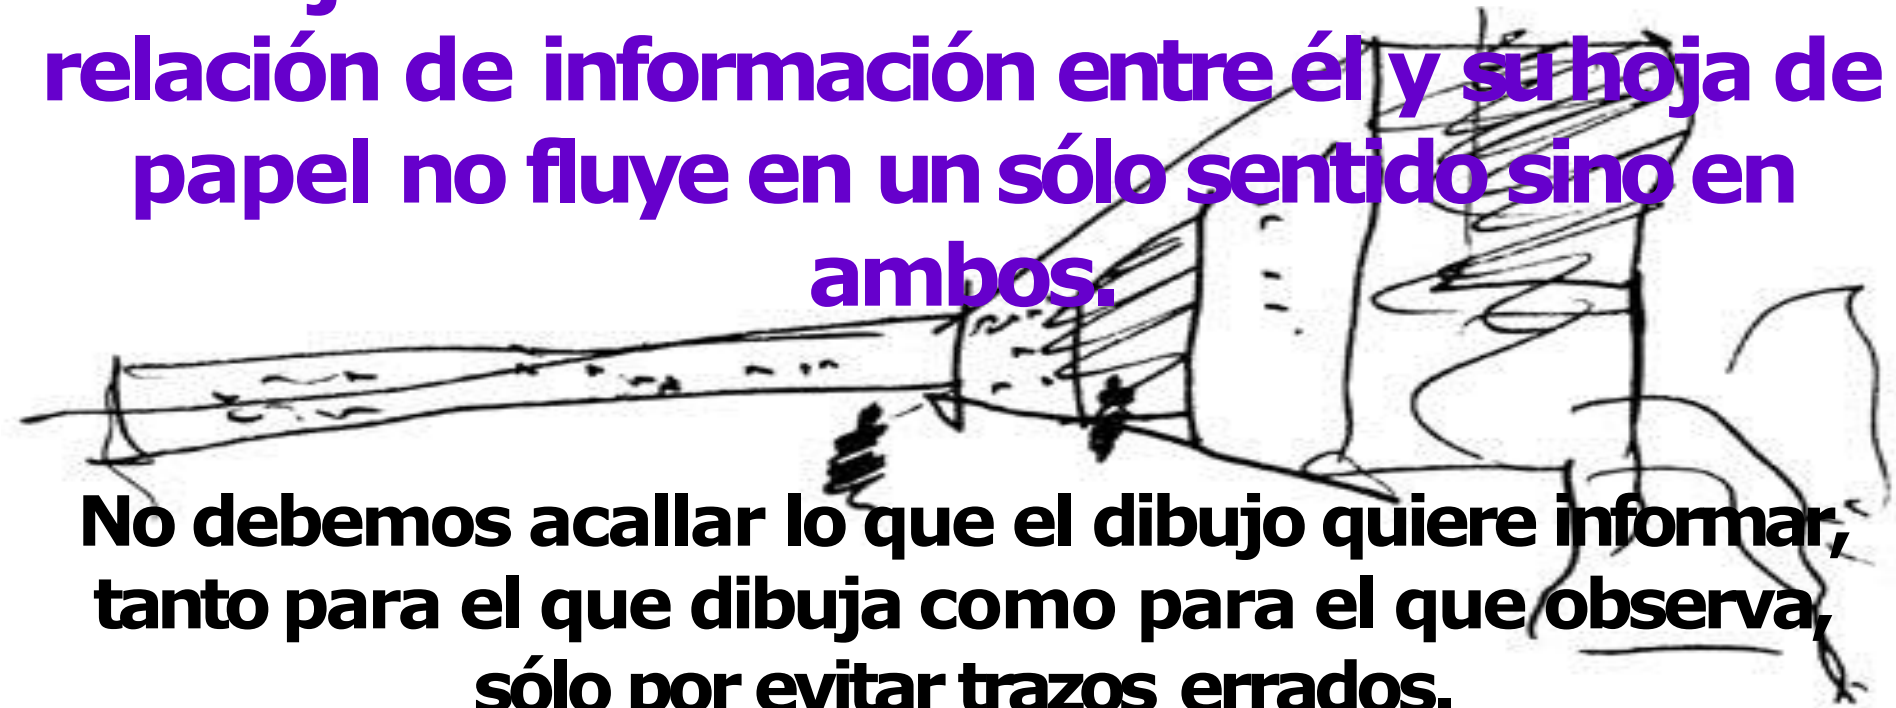 relación de información entre él y su hoja de
papel no fluye en un sólo sentido sino en
ambos.
No debemos acallar lo que el dibujo quiere informar,
tanto para el que dibuja como para el que observa,
sólo por evitar trazos errados.